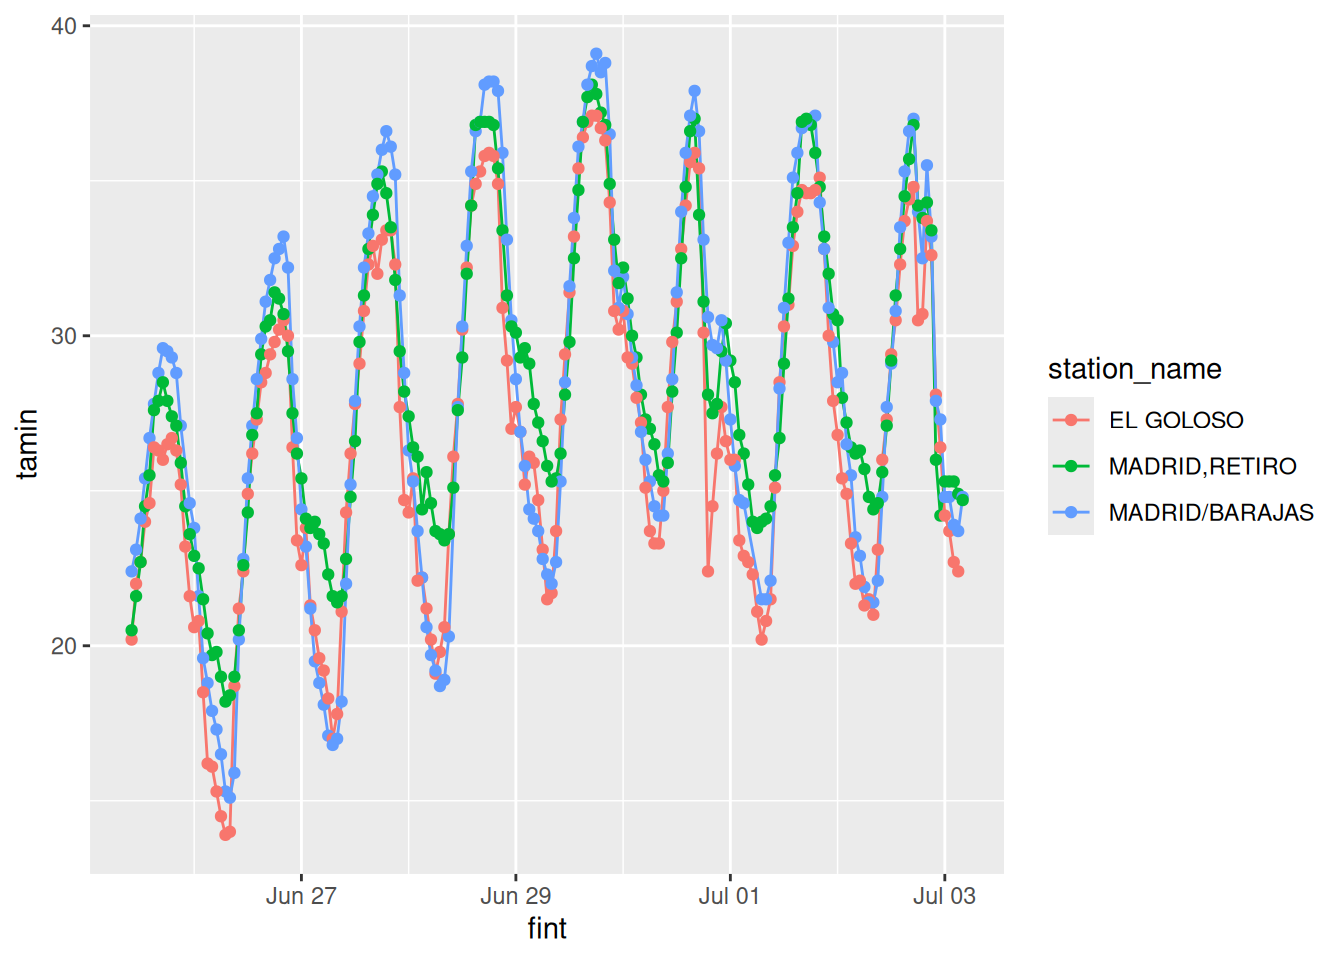 40
30
20
tamin
Jun 27
Jun 29
Jul 01
Jul 03
fint
station_name
EL GOLOSO
MADRID,RETIRO
MADRID/BARAJAS